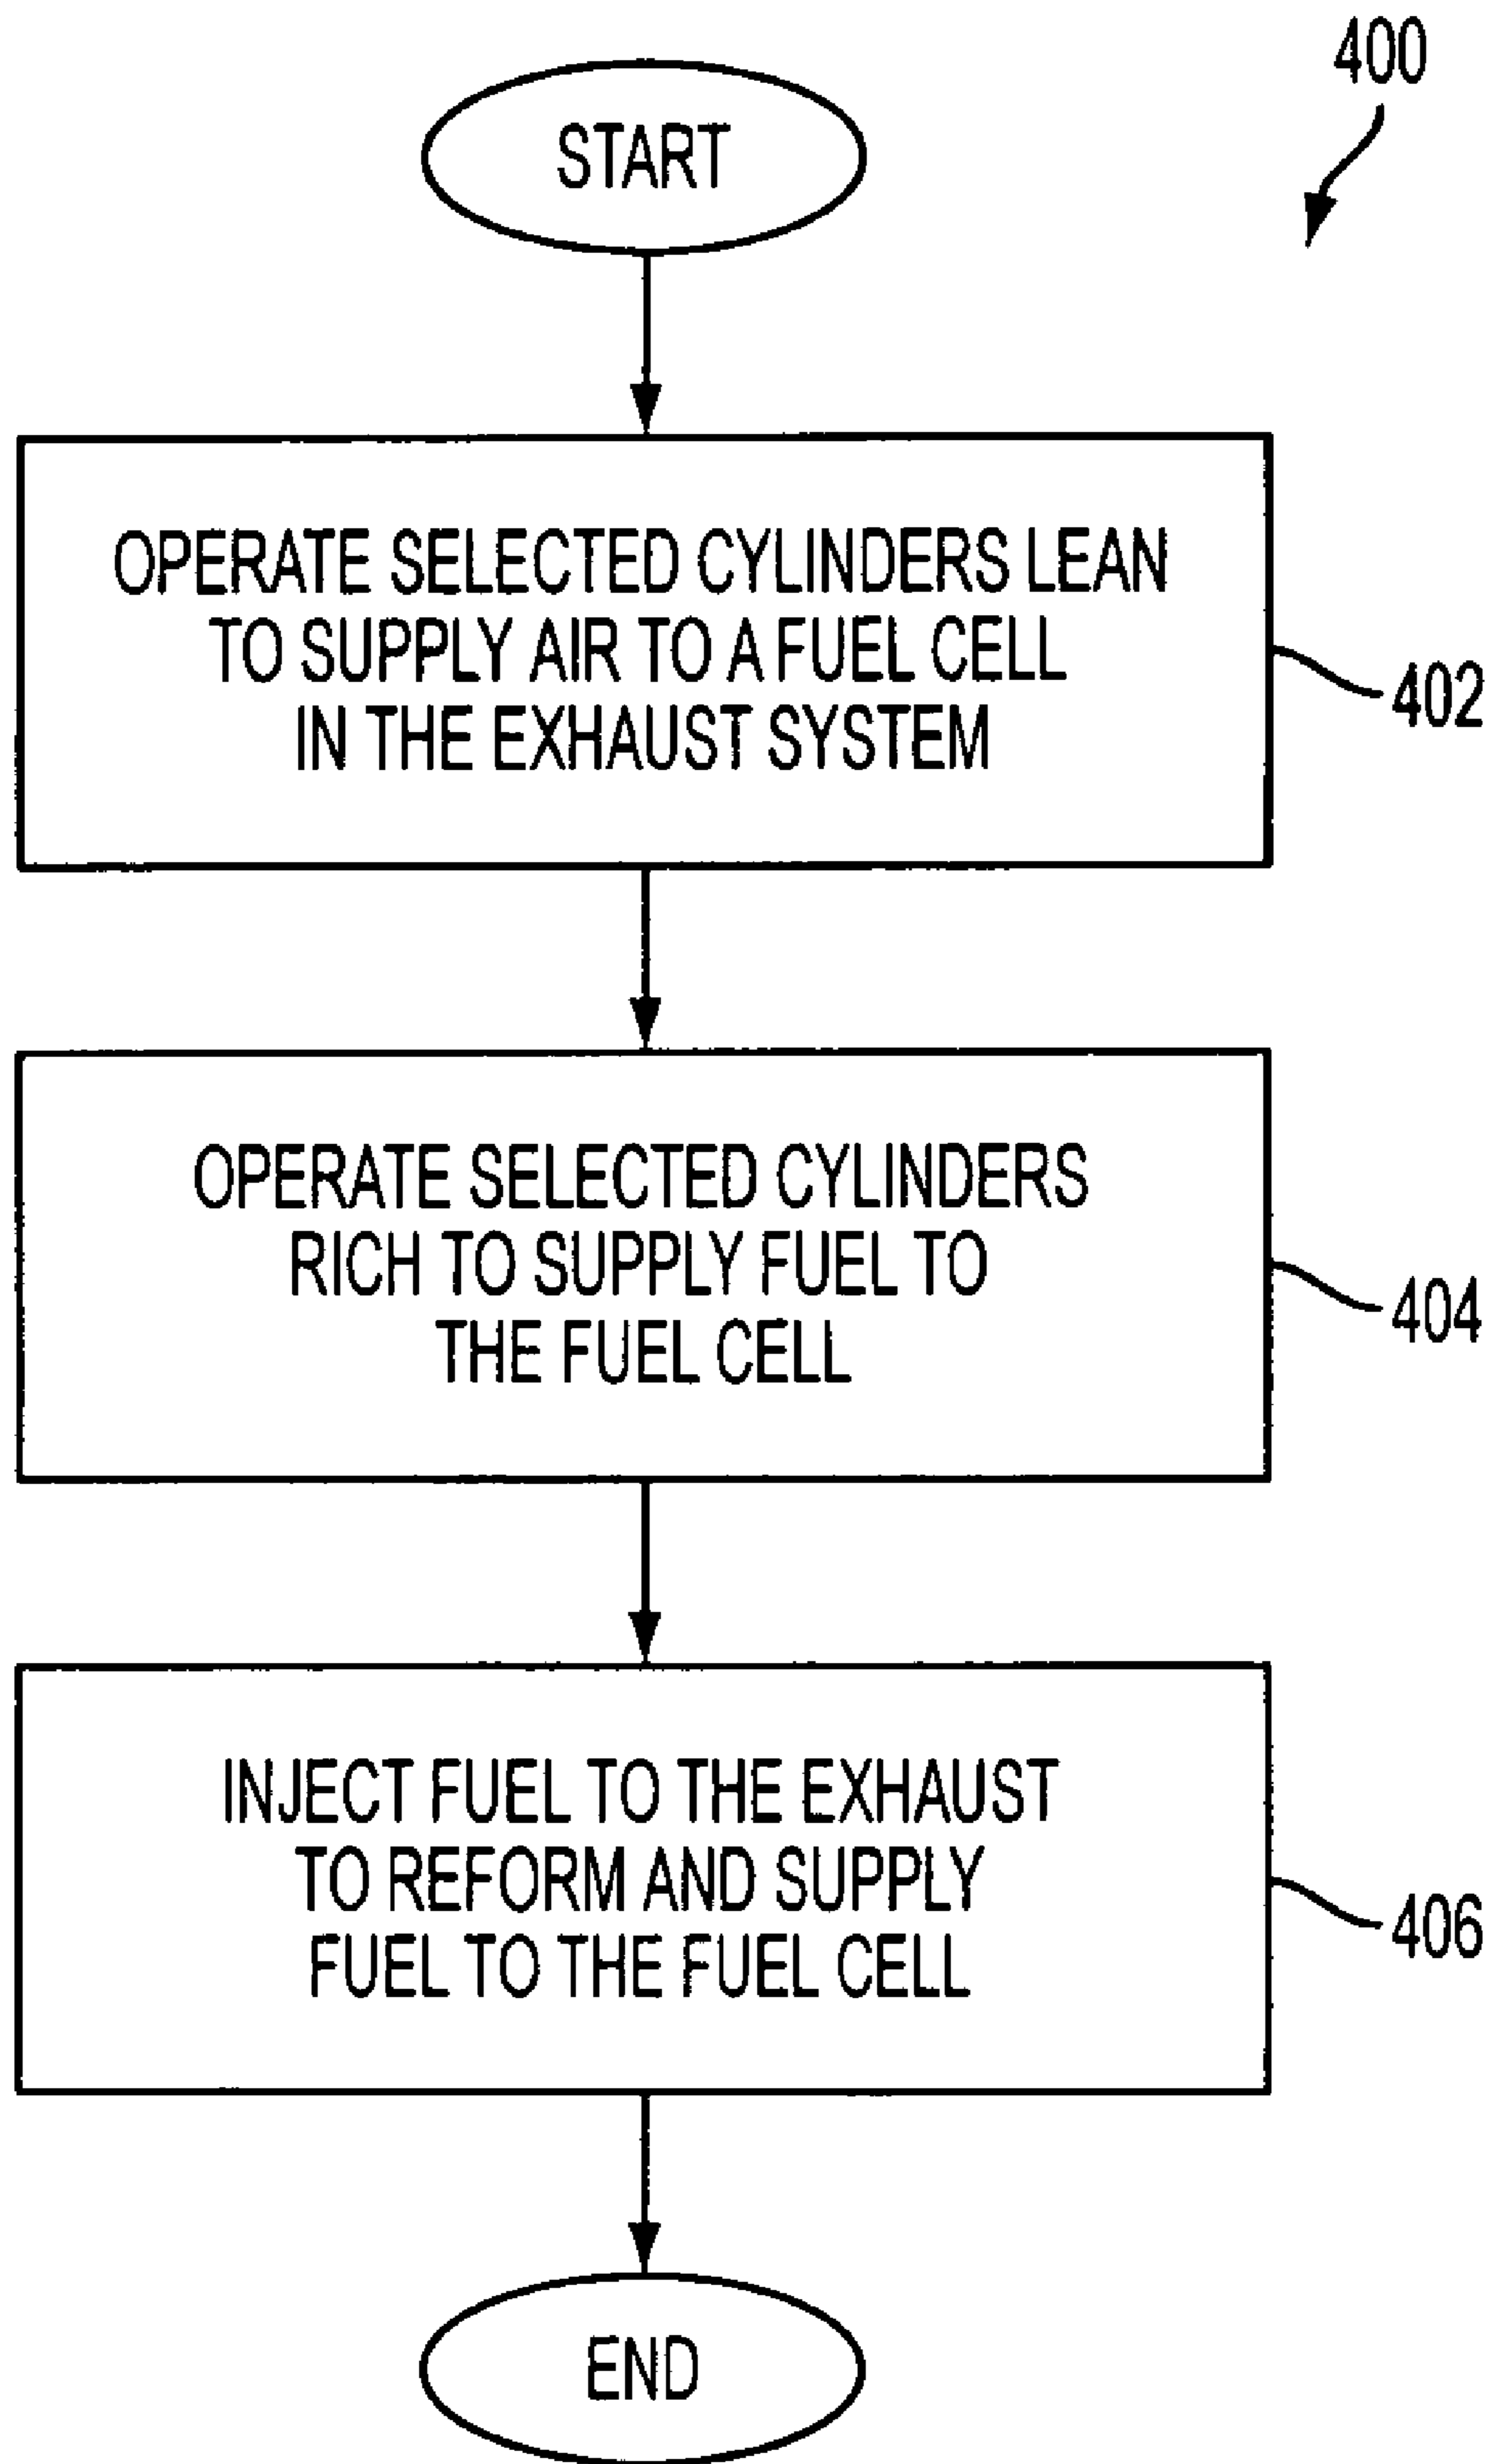 400
START
OPERATE SELECTED CYLINDERS LEAN
TO SUPPLY AIR TO A FUEL CELL
IN THE EXHAUST SYSTEM
402
OPERATE SELECTED CYLINDERS
RICH TO SUPPLY FUEL TO
THE FUEL CELL
404
INJECT FUEL TO THE EXHAUST
TO REFORM AND SUPPLY
FUEL TO THE FUEL CELL
406
END